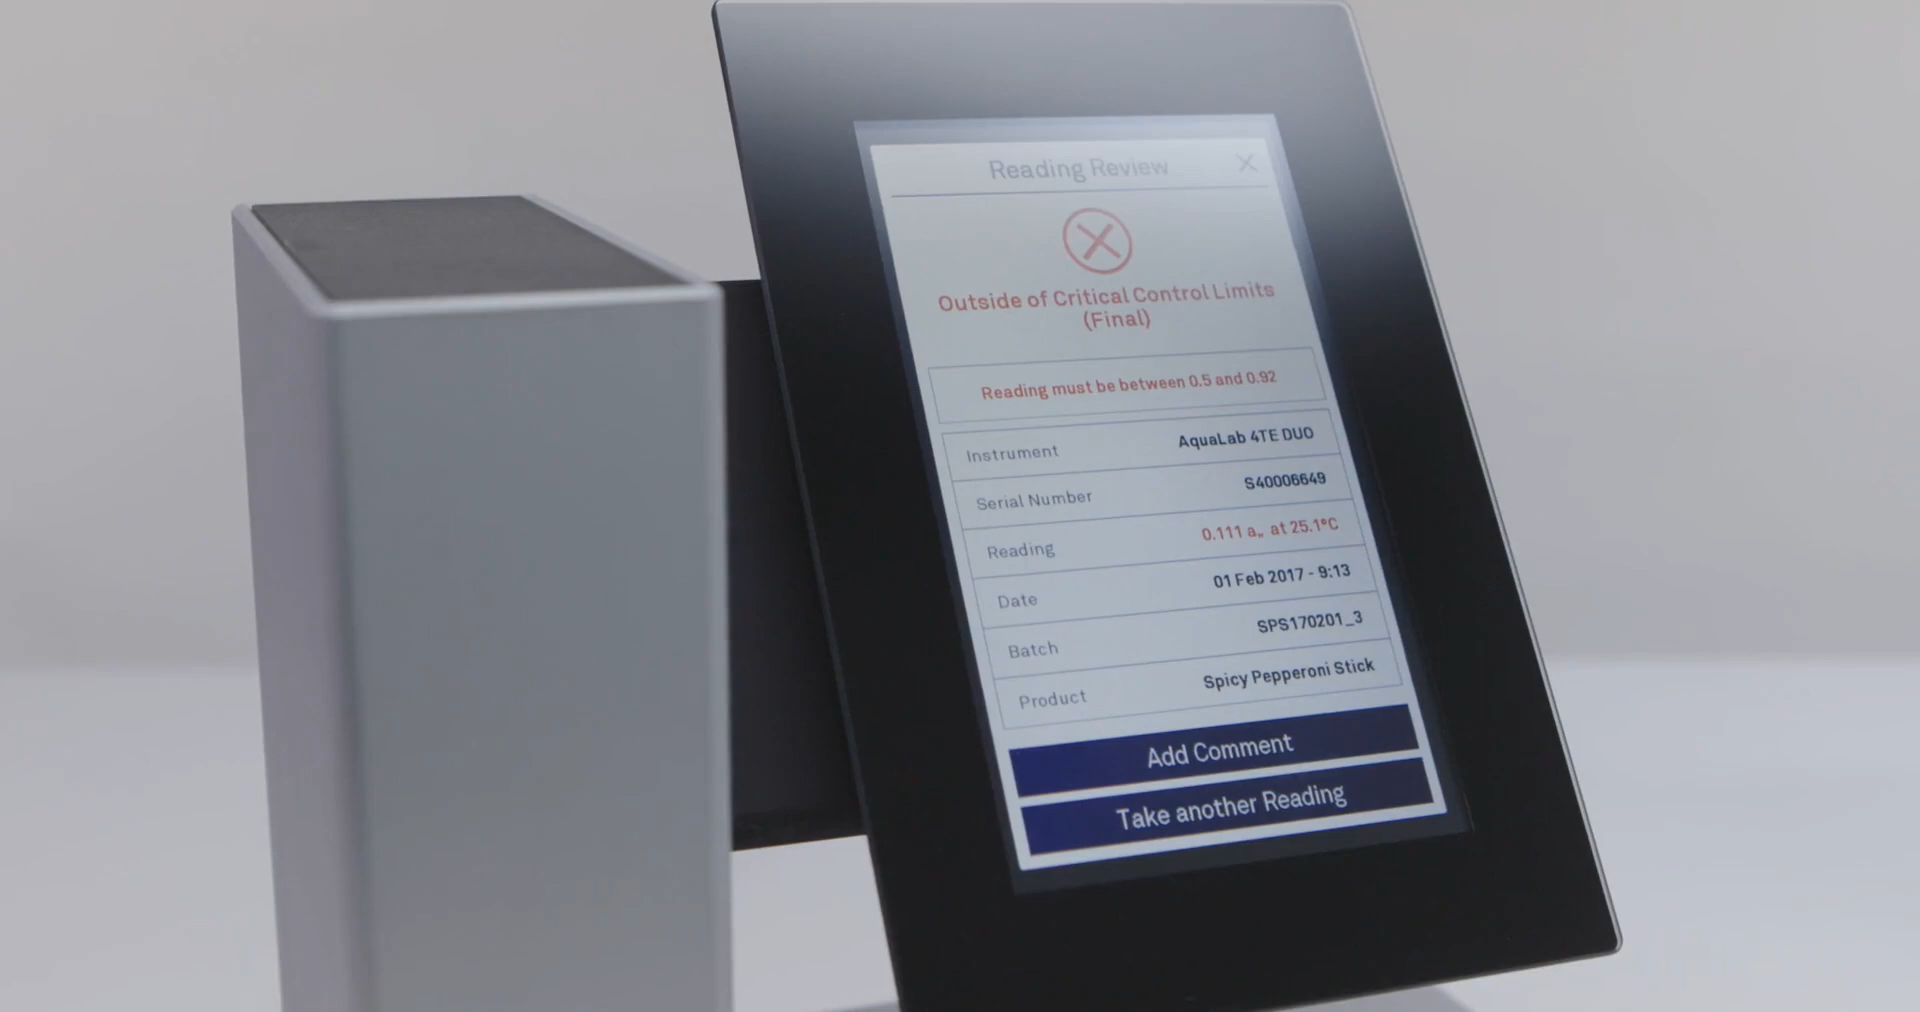 Reading Review
Outside of Critical Control Limits
(Final)
Reading must be between 0.5 and 0.92
Instrument AquaLab 4TE DUO
Serial Number S40006649
Reading 0.111 aw at 25.1°C
Date 01 Feb 2017 - 9:13
Batch SPS170201_3
Product Spicy Pepperoni Stick
Add Comment
Take another Reading